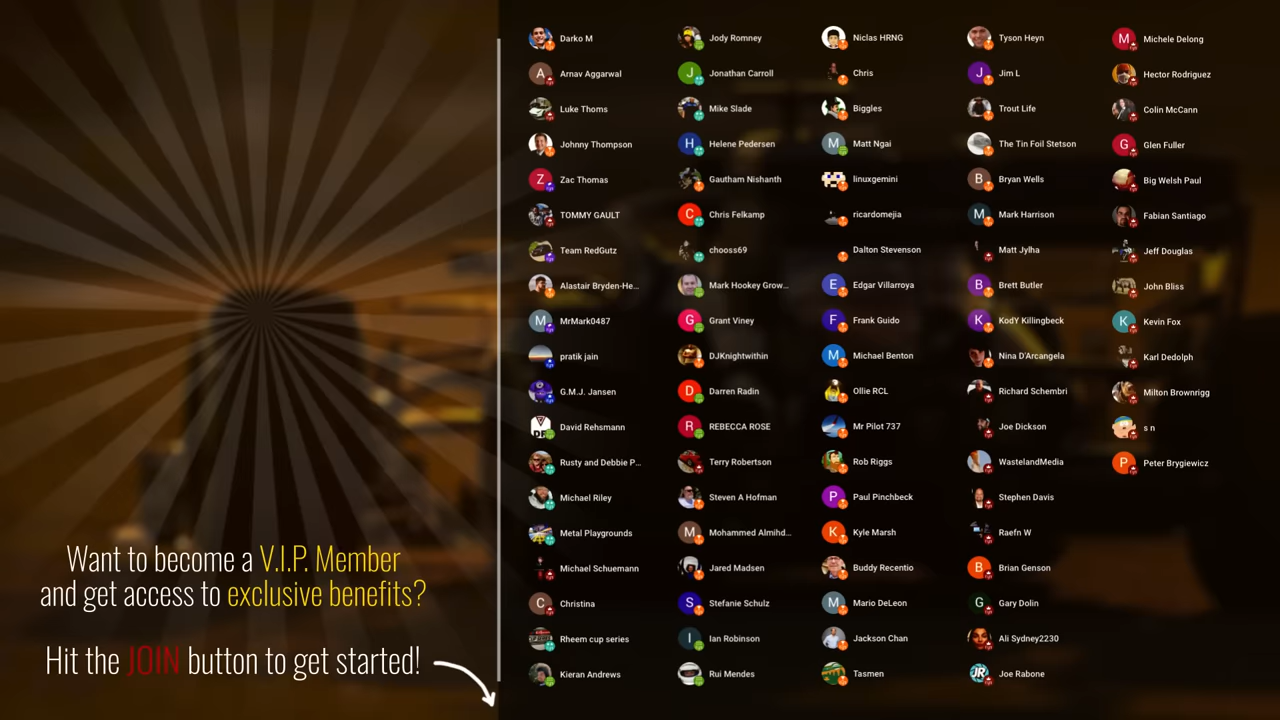 Want to become a V.I.P. Member
and get access to exclusive benefits?
Hit the JOIN button to get started!
Darko M
A Arnav Aggarwal
Luke Thoms
Johnny Thompson
Z Zac Thomas
TOMMY GAULT
Team RedGutz
Alastair Bryden-He...
M MrMark0487
pratik jain
G.M.J. Jansen
David Rehsmann
Rusty and Debbie P...
Michael Riley
Metal Playgrounds
Michael Schuemann
C Christina
Rheem cup series
Kieran Andrews
Jody Romney
J Jonathan Carroll
Mike Slade
H Helene Pedersen
Gautham Nishanth
C Chris Felkamp
chooss69
Mark Hookey Grow...
G Grant Viney
DJKnightwithin
D Darren Radin
R REBECCA ROSE
Terry Robertson
Steven A Hofman
M Mohammed Almihd...
Jared Madsen
S Stefanie Schulz
I Ian Robinson
Rui Mendes
Niclas HRNG
Chris
Biggles
M Matt Ngai
linuxgemini
ricardomejia
Dalton Stevenson
E Edgar Villarroya
F Frank Guido
M Michael Benton
Ollie RCL
Mr Pilot 737
Rob Riggs
P Paul Pinchbeck
K Kyle Marsh
Buddy Recentio
M Mario DeLeon
Jackson Chan
Tasmen
Tyson Heyn
J Jim L
Trout Life
The Tin Foil Stetson
B Bryan Wells
M Mark Harrison
Matt Jylha
B Brett Butler
K KodY Killingbeck
Nina D'Arcangela
Richard Schembri
Joe Dickson
WastelandMedia
Stephen Davis
Raefn W
B Brian Genson
G Gary Dolin
Ali Sydney2230
JR Joe Rabone
M Michele Delong
Hector Rodriguez
Colin McCann
G Glen Fuller
Big Welsh Paul
Fabian Santiago
Jeff Douglas
John Bliss
K Kevin Fox
Karl Dedolph
Milton Brownrigg
s n
P Peter Brygiewicz